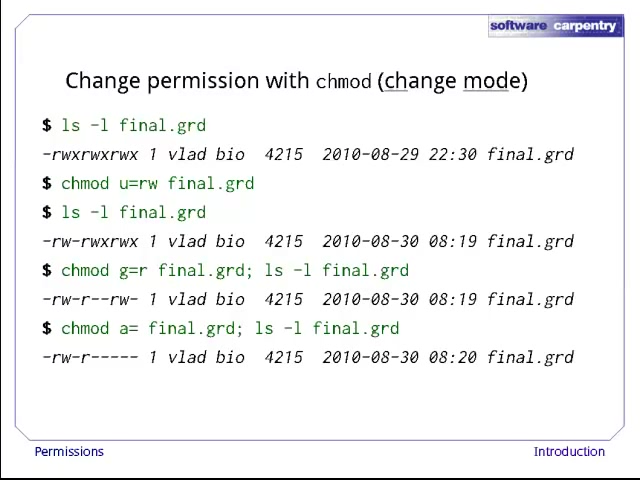 software carpentry
Change permission with chmod (change mode)
$ ls -l final.grd
-rwxrwxrwx 1 vlad bio 4215 2010-08-29 22:30 final.grd
$ chmod u=rw final.grd
$ ls -l final.grd
-rw-rwxrwx 1 vlad bio 4215 2010-08-30 08:19 final.grd
$ chmod g=r final.grd; ls -l final.grd
-rw-r--rw- 1 vlad bio 4215 2010-08-30 08:19 final.grd
$ chmod a= final.grd; ls -l final.grd
-rw-r----- 1 vlad bio 4215 2010-08-30 08:20 final.grd
Permissions
Introduction